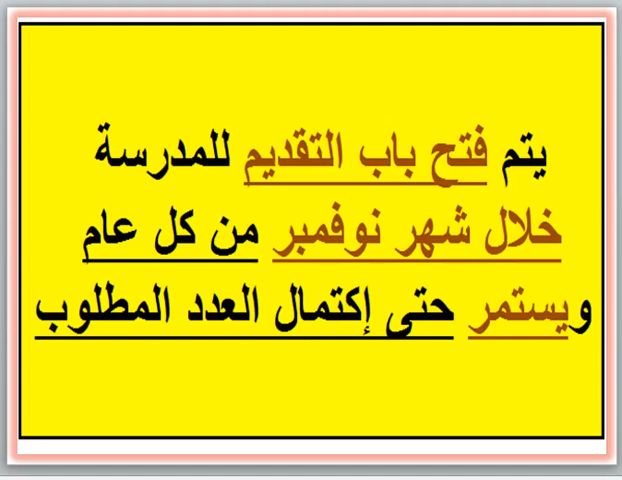 يتم فتح باب التقديم للمدرسة
خلال شهر نوفمبر من كل عام
ويستمر حتى إكتمال العدد المطلوب